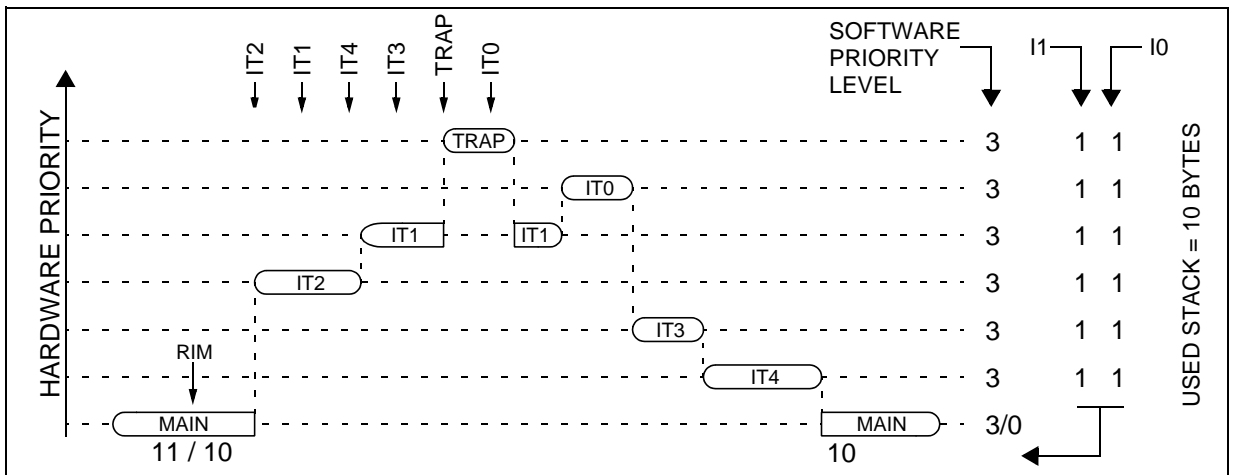 IT2
IT1
IT4
IT3
TRAP
IT0
SOFTWARE
PRIORITY
LEVEL
I1
I0
HARDWARE PRIORITY
TRAP
3
1 1
IT0
3
1 1
IT1
IT1
3
1 1
IT2
3
1 1
IT3
3
1 1
RIM
IT4
3
1 1
MAIN
MAIN
3/0
11 / 10
10
USED STACK = 10 BYTES